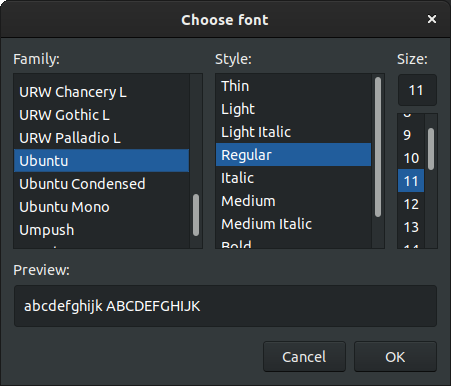 Choose font
Family:
URW Chancery L
URW Gothic L
URW Palladio L
Ubuntu
Ubuntu Condensed
Ubuntu Mono
Umpush
Style:
Thin
Light
Light Italic
Regular
Italic
Medium
Medium Italic
Bold
Size:
11
8
9
10
11
12
13
14
Preview:
abcdefghijk ABCDEFGHIJK
Cancel
OK